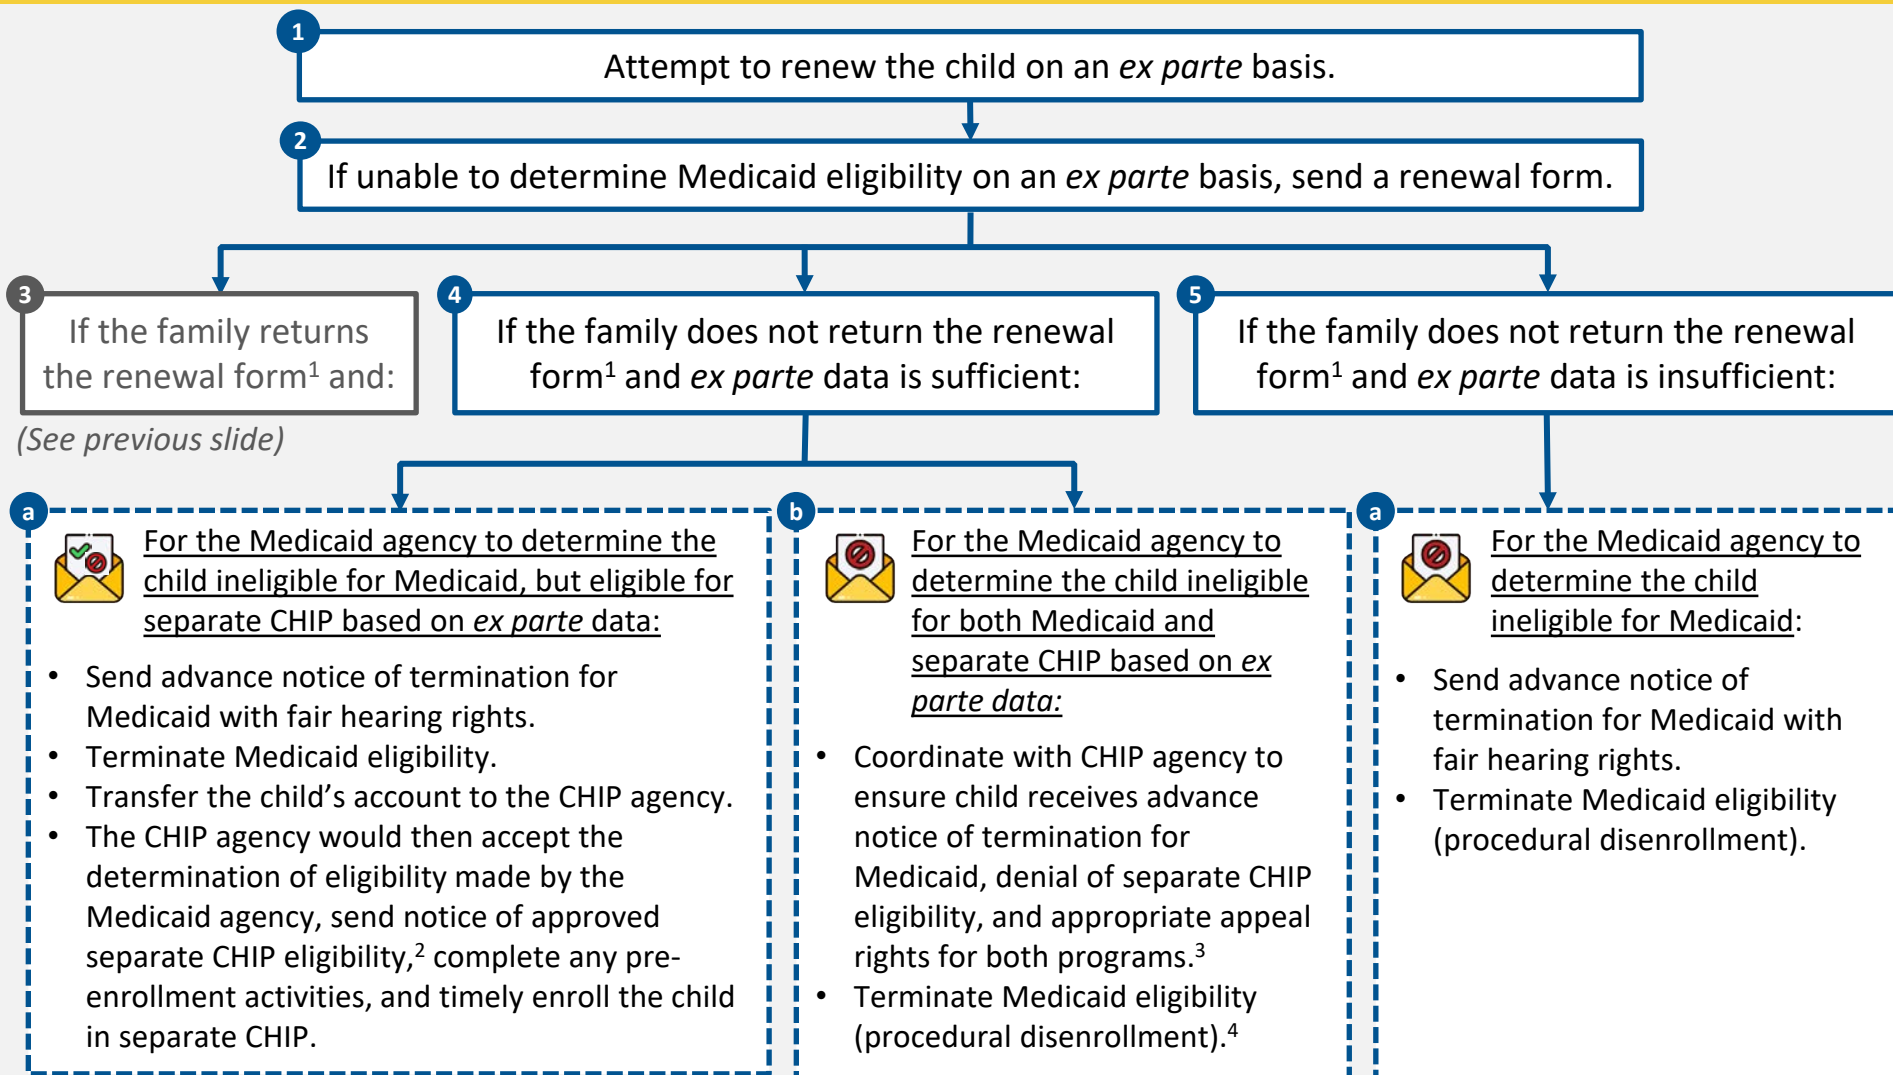 1
Attempt to renew the child on an ex parte basis.
2
If unable to determine Medicaid eligibility on an ex parte basis, send a renewal form.
3
If the family returns
the renewal form¹ and:
(See previous slide)
4
If the family does not return the renewal
form¹ and ex parte data is sufficient:
5
If the family does not return the renewal
form¹ and ex parte data is insufficient:
a
For the Medicaid agency to determine the
child ineligible for Medicaid, but eligible for
separate CHIP based on ex parte data:
• Send advance notice of termination for
Medicaid with fair hearing rights.
• Terminate Medicaid eligibility.
• Transfer the child’s account to the CHIP agency.
• The CHIP agency would then accept the
determination of eligibility made by the
Medicaid agency, send notice of approved
separate CHIP eligibility,² complete any pre-
enrollment activities, and timely enroll the child
in separate CHIP.
b
For the Medicaid agency to
determine the child ineligible
for both Medicaid and
separate CHIP based on ex
parte data:
• Coordinate with CHIP agency to
ensure child receives advance
notice of termination for
Medicaid, denial of separate CHIP
eligibility, and appropriate appeal
rights for both programs.³
• Terminate Medicaid eligibility
(procedural disenrollment).⁴
a
For the Medicaid agency to
determine the child
ineligible for Medicaid:
• Send advance notice of
termination for Medicaid with
fair hearing rights.
• Terminate Medicaid eligibility
(procedural disenrollment).